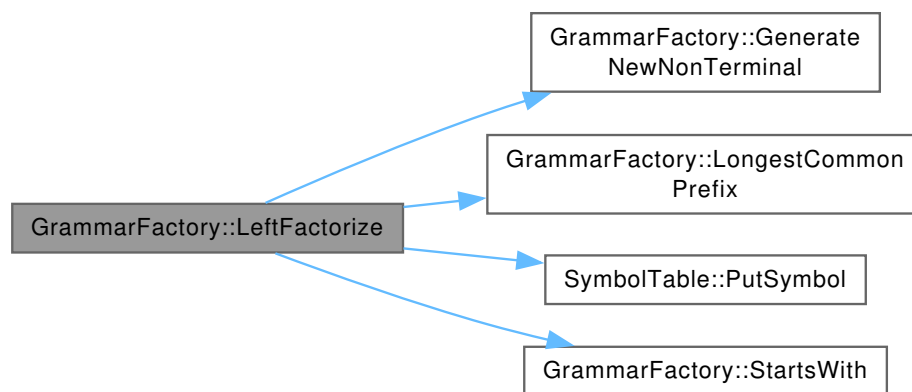 GrammarFactory::Generate
NewNonTerminal
GrammarFactory::LongestCommon
Prefix
GrammarFactory::LeftFactorize
SymbolTable::PutSymbol
GrammarFactory::StartsWith